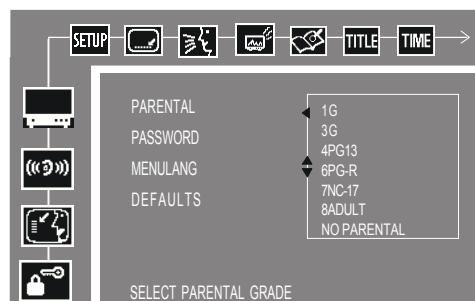 SETUP
TITLE
TIME
PARENTAL
PASSWORD
MENULANG
DEFAULTS
1G
3G
4PG13
6PG-R
7NC-17
8ADULT
NO PARENTAL
SELECT PARENTAL GRADE